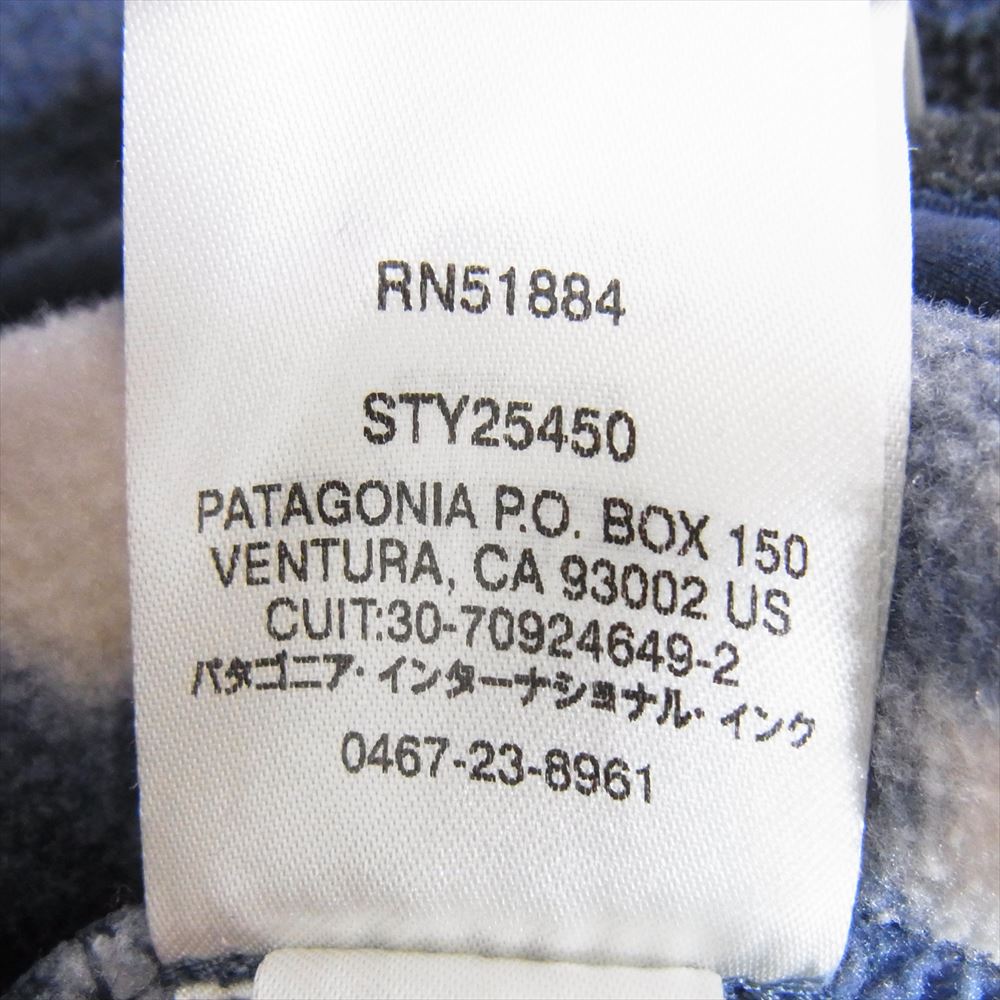 RN51884
STY25450
PATAGONIA P.O. BOX 150
VENTURA, CA 93002 US
CUIT:30-70924649-2
パタゴニア・インターナショナル・インク
0467-23-8961